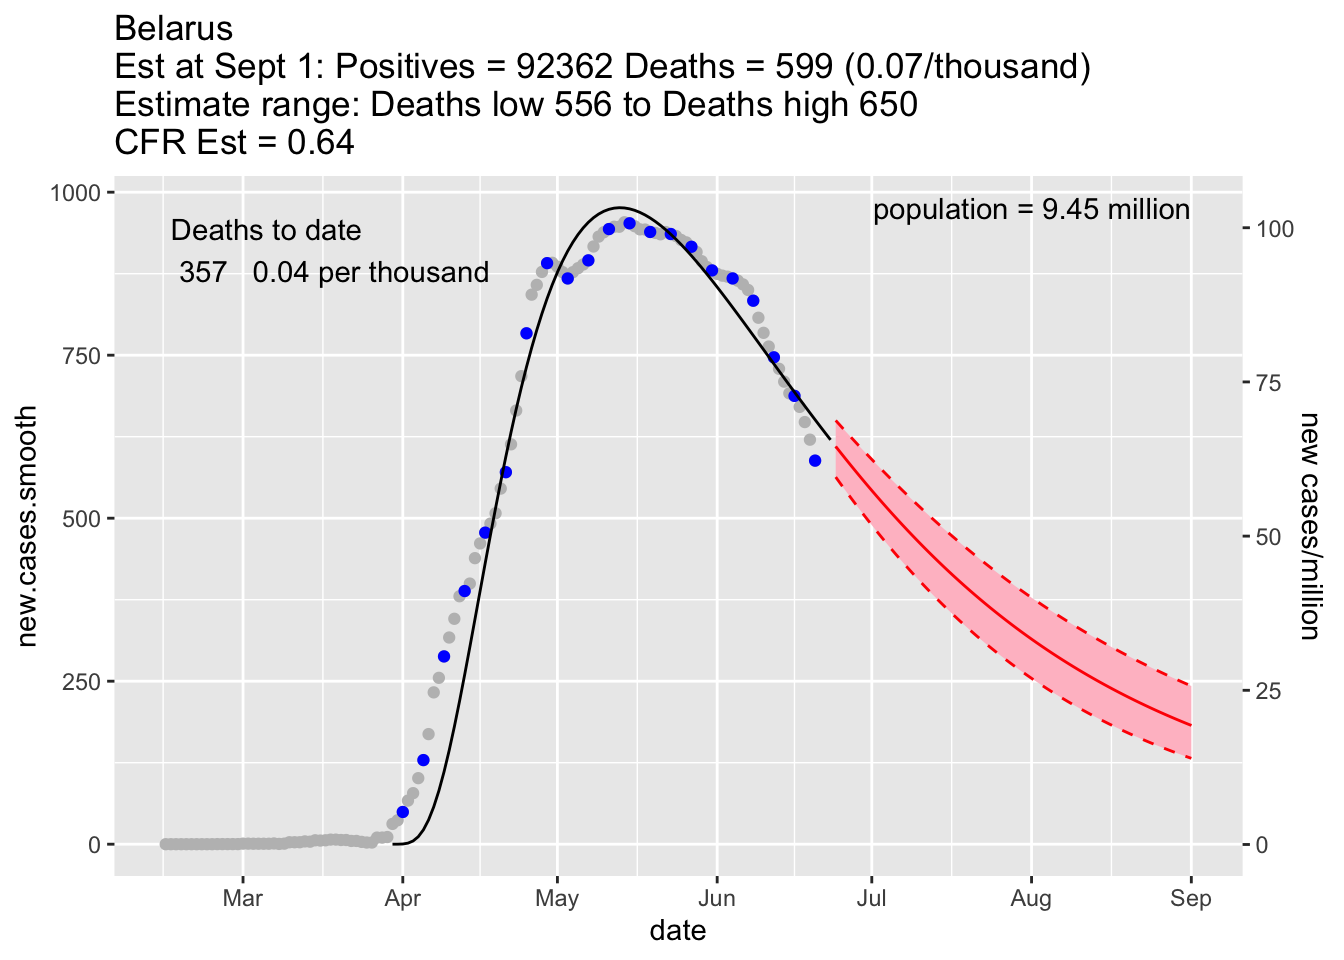 Belarus
Est at Sept 1: Positives = 92362 Deaths = 599 (0.07/thousand)
Estimate range: Deaths low 556 to Deaths high 650
CFR Est = 0.64
population = 9.45 million
Deaths to date
357 0.04 per thousand
new.cases.smooth
1000
750
500
250
0
100
75
50
25
0
new cases/million
Mar Apr May Jun Jul Aug Sep
date